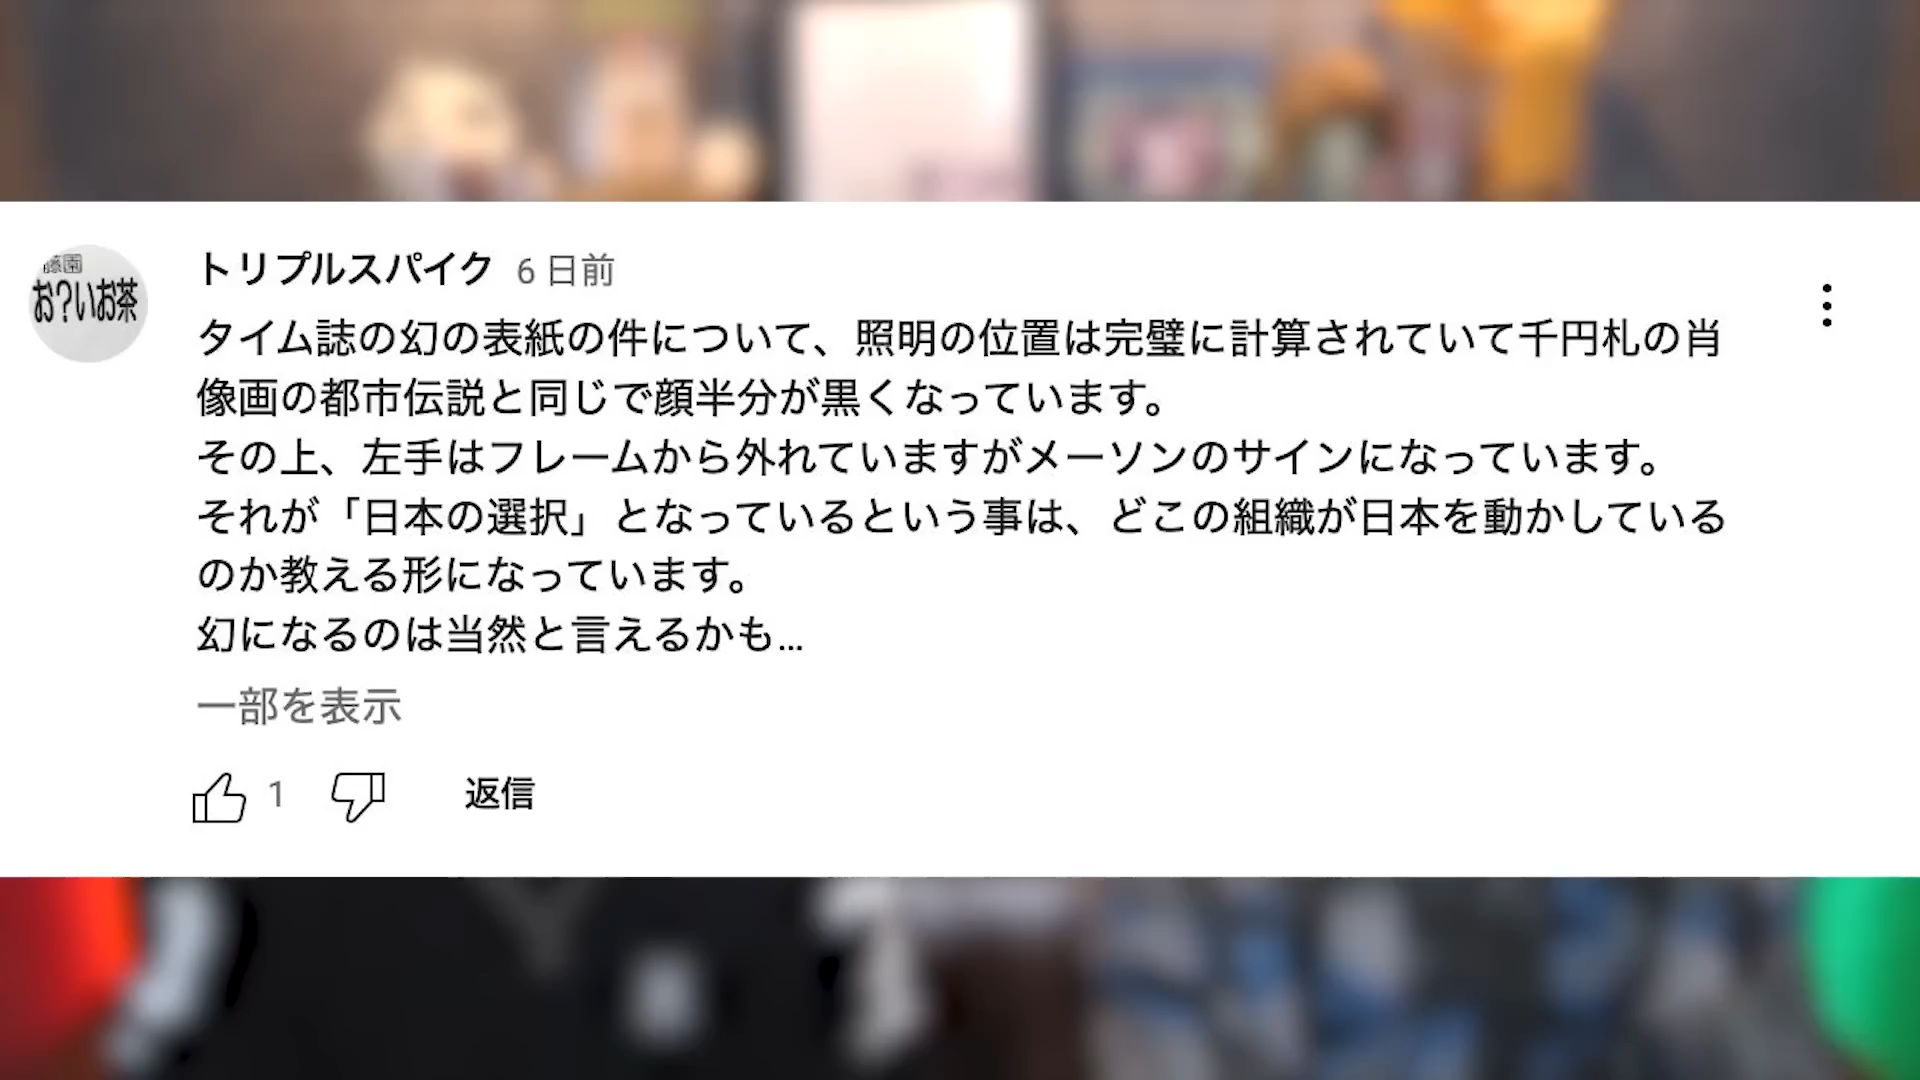 藤園
お?いお茶
トリプルスパイク 6 日前
タイム誌の幻の表紙の件について、照明の位置は完璧に計算されていて千円札の肖
像画の都市伝説と同じで顔半分が黒くなっています。
その上、左手はフレームから外れていますがメーソンのサインになっています。
それが「日本の選択」となっているという事は、どこの組織が日本を動かしている
のか教える形になっています。
幻になるのは当然と言えるかも...
一部を表示
1
返信